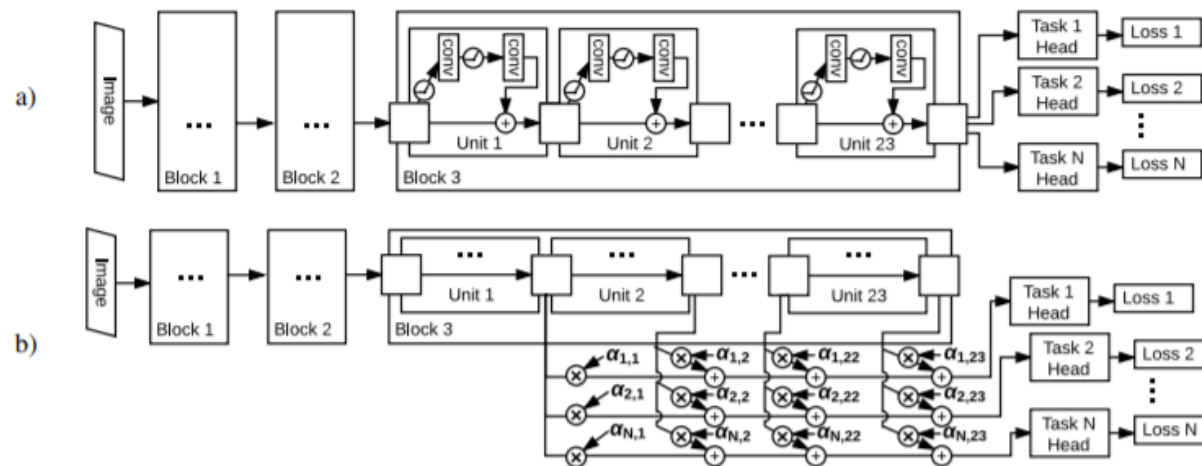 a)
Image
...
Block 1
...
Block 2
conv
conv
Unit 1
conv
conv
Unit 2
...
conv
conv
Unit 23
Block 3
Task 1
Head
Loss 1
Task 2
Head
Loss 2
Task N
Head
Loss N
b)
Image
...
Block 1
...
Block 2
...
Unit 1
...
Unit 2
...
...
Unit 23
Block 3
α1,1
α1,2
α1,22
α1,23
Task 1
Head
Loss 1
α2,1
α2,2
α2,22
α2,23
Task 2
Head
Loss 2
αN,1
αN,2
αN,22
αN,23
Task N
Head
Loss N